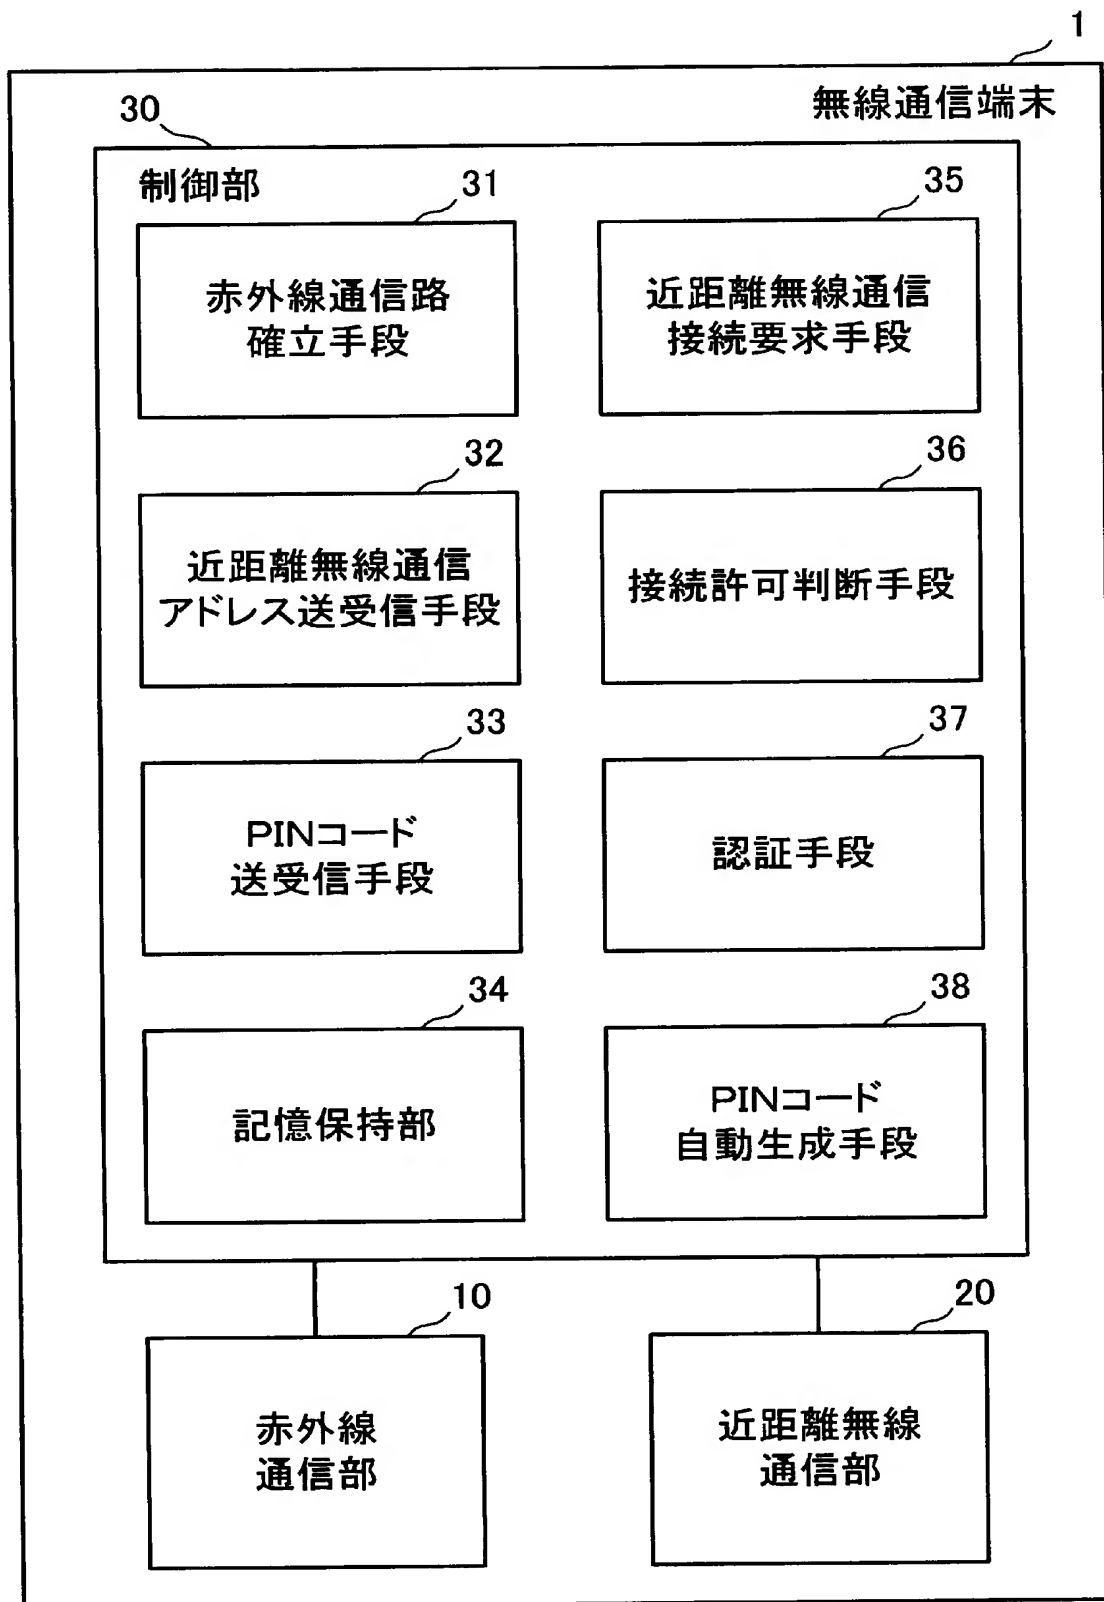 1
無線通信端末
30
制御部
31
赤外線通信路
確立手段
35
近距離無線通信
接続要求手段
32
近距離無線通信
アドレス送受信手段
36
接続許可判断手段
33
PINコード
送受信手段
37
認証手段
34
記憶保持部
38
PINコード
自動生成手段
10
赤外線
通信部
20
近距離無線
通信部